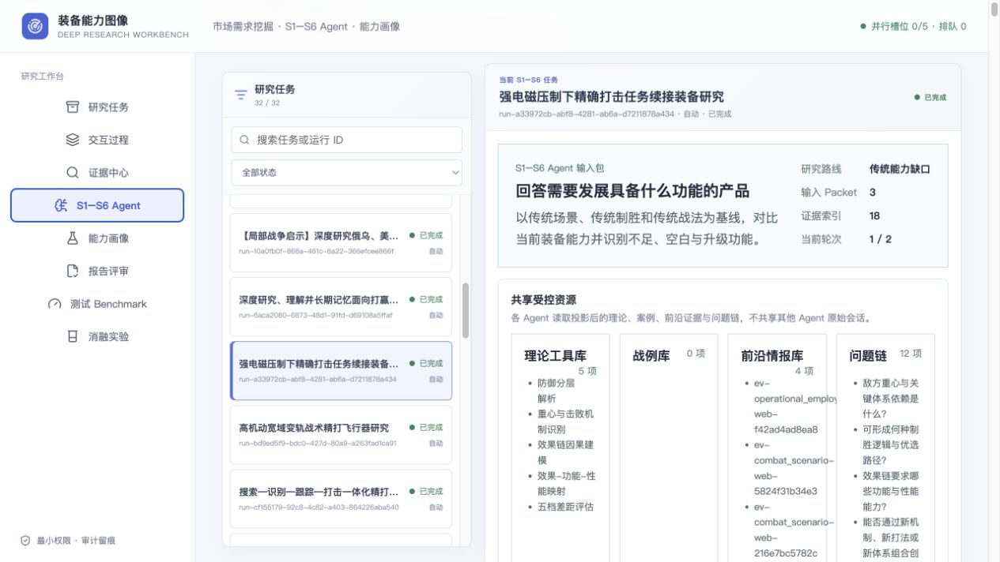 装备能力图像
DEEP RESEARCH WORKBENCH
市场需求挖掘 · S1—S6 Agent · 能力画像
并行槽位 0/5 · 排队 0
研究工作台
研究任务
交互过程
证据中心
S1—S6 Agent
能力画像
报告评审
测试 Benchmark
消融实验
最小权限 · 审计留痕
研究任务
32 / 32
搜索任务或运行 ID
全部状态
【局部战争启示】深度研究俄乌、美... 已完成
run-10a0fb0f-868a-461c-8a22-366efcee866f 自动
深度研究、理解并长期记忆面向打赢... 已完成
run-6aca2080-6873-48d1-91fd-d69108a5ffaf 自动
强电磁压制下精确打击任务续接装备... 已完成
run-a33972cb-abf8-4281-ab6a-d7211878a434 自动
高机动宽域变轨战术精打飞行器研究 已完成
run-bd9ed5f9-bdc0-427d-80a9-a263fad1ca91 自动
搜索—识别—跟踪—打击一体化精打... 已完成
run-cf155179-92c8-4c82-a403-864226aba540 自动
当前 S1—S6 任务
强电磁压制下精确打击任务续接装备研究
已完成
run-a33972cb-abf8-4281-ab6a-d7211878a434 · 自动 · 已完成
S1—S6 Agent 输入包
回答需要发展具备什么功能的产品
以传统场景、传统制胜和传统战法为基线，对比
当前装备能力并识别不足、空白与升级功能。
研究路线 传统能力缺口
输入 Packet 3
证据索引 18
当前轮次 1 / 2
共享受控资源
各 Agent 读取投影后的理论、案例、前沿证据与问题链，不共享其他 Agent 原始会话。
理论工具库
5 项
防御分层
解析
重心与击败机
制识别
效果链因果建
模
效果-功能-性
能映射
五档差距评估
战例库 0 项
前沿情报库
4 项
ev-
operational_employ
web-
f42ad4ad8ea8
ev-
combat_scenario-
web-
5824f31b34e3
ev-
combat_scenario-
web-
216e7bc5782c
问题链 12 项
敌方重心与关
键体系依赖是
什么?
可形成何种制
胜逻辑与优选
路径?
效果链要求哪
些功能与性能
能力?
能否通过新机
制、新打法或
新体系组合创